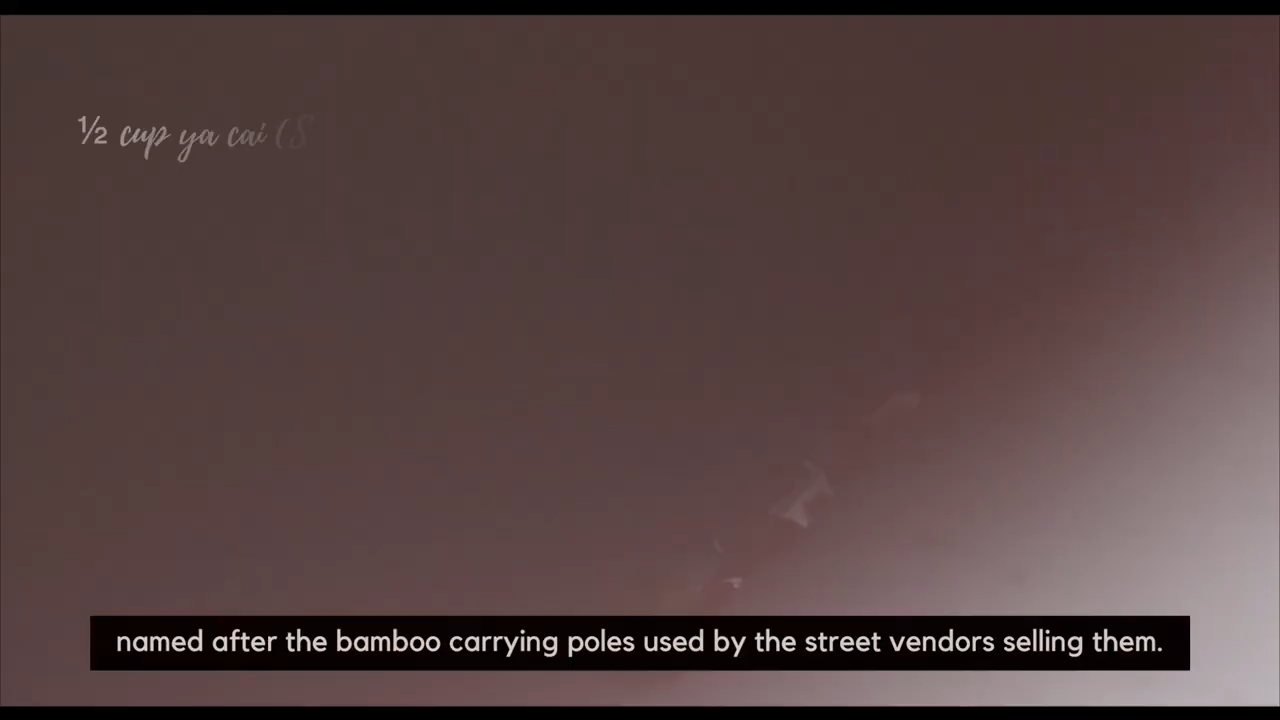 ½ cup ya cai (S
named after the bamboo carrying poles used by the street vendors selling them.